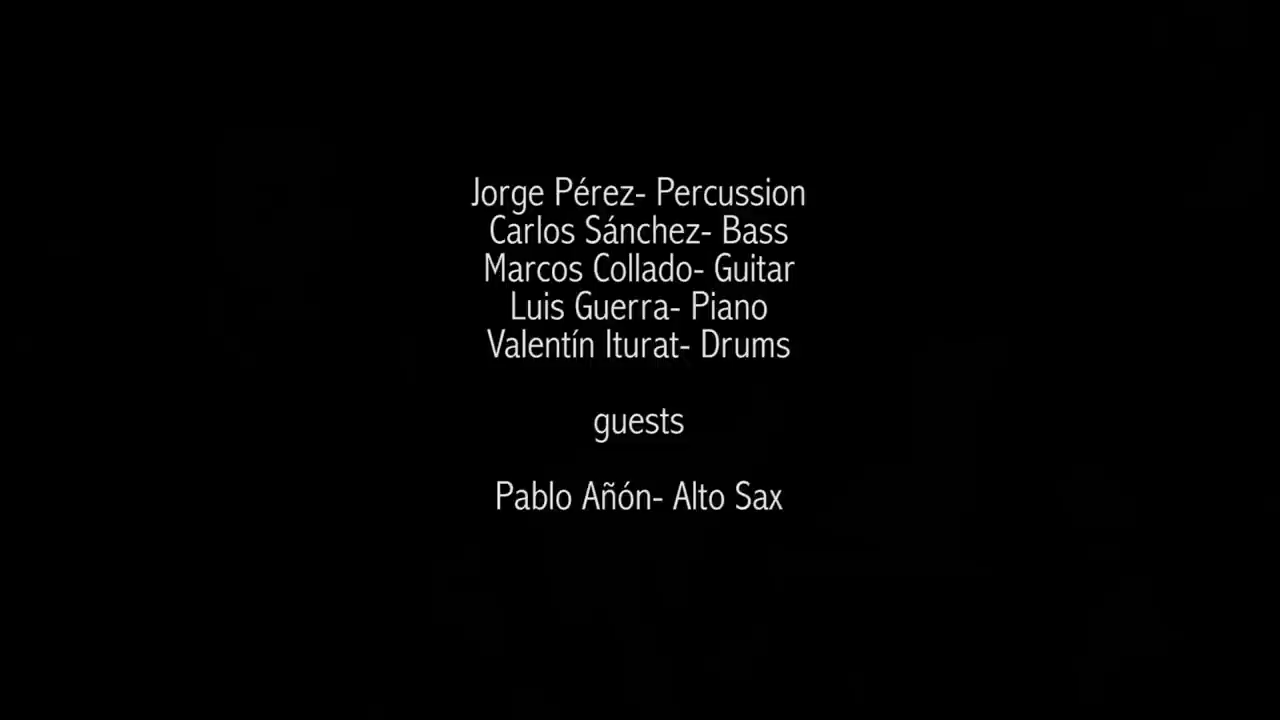 Jorge Pérez- Percussion
Carlos Sánchez- Bass
Marcos Collado- Guitar
Luis Guerra- Piano
Valentín Iturat- Drums
guests
Pablo Añón- Alto Sax